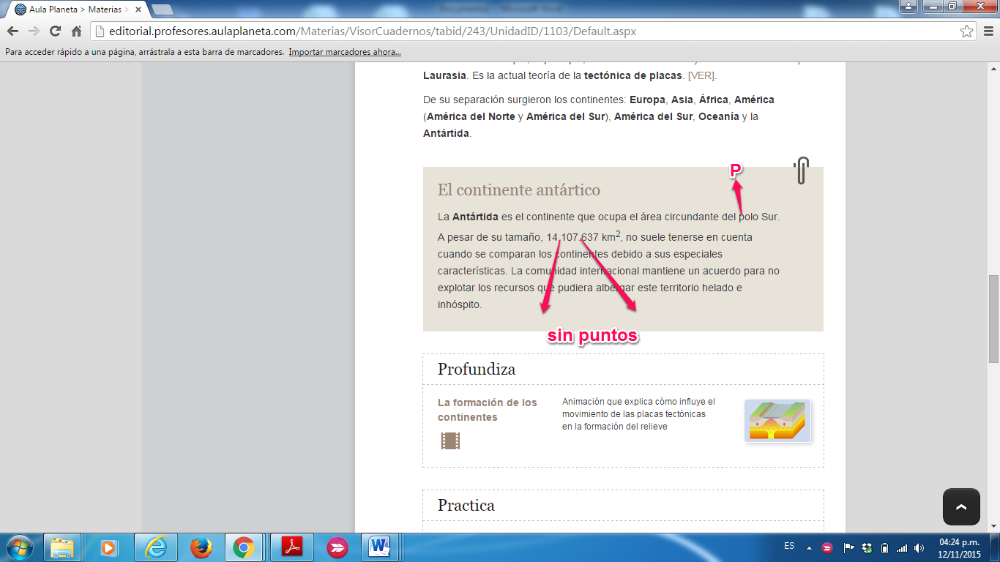 Aula Planeta > Materias >
editorial.profesores.aulaplaneta.com/Materias/VisorCuadernos/tabid/243/UnidadID/1103/Default.aspx
Para acceder rápido a una página, arrástrala a esta barra de marcadores. Importar marcadores ahora...
Laurasia. Es la actual teoría de la tectónica de placas. [VER].
De su separación surgieron los continentes: Europa, Asia, África, América
(América del Norte y América del Sur), América del Sur, Oceanía y la
Antártida.
P
El continente antártico
La Antártida es el continente que ocupa el área circundante del polo Sur.
A pesar de su tamaño, 14.107.637 km², no suele tenerse en cuenta
cuando se comparan los continentes debido a sus especiales
características. La comunidad internacional mantiene un acuerdo para no
explotar los recursos que pudiera albergar este territorio helado e
inhóspito.
sin puntos
Profundiza
La formación de los
continentes
Animación que explica cómo influye el
movimiento de las placas tectónicas
en la formación del relieve
Practica
ES
04:24 p.m.
12/11/2015